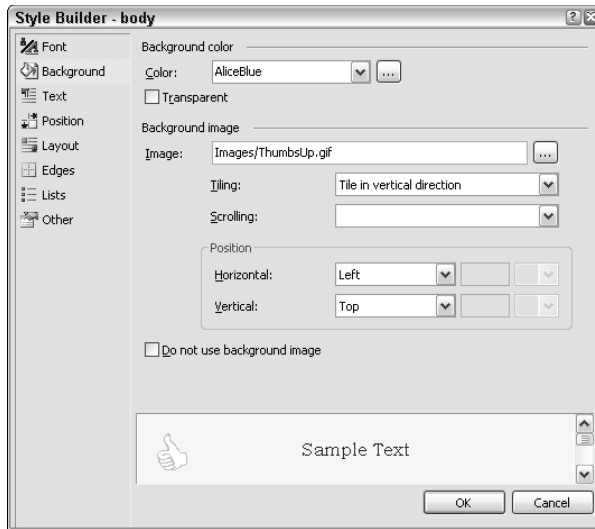 Style Builder - body
Font
Background
Text
Position
Layout
Edges
Lists
Other
Background color
Color: AliceBlue ...
Transparent
Background image
Image: Images/ThumbsUp.gif ...
Tiling: Tile in vertical direction
Scrolling:
Position
Horizontal: Left
Vertical: Top
Do not use background image
Sample Text
OK Cancel